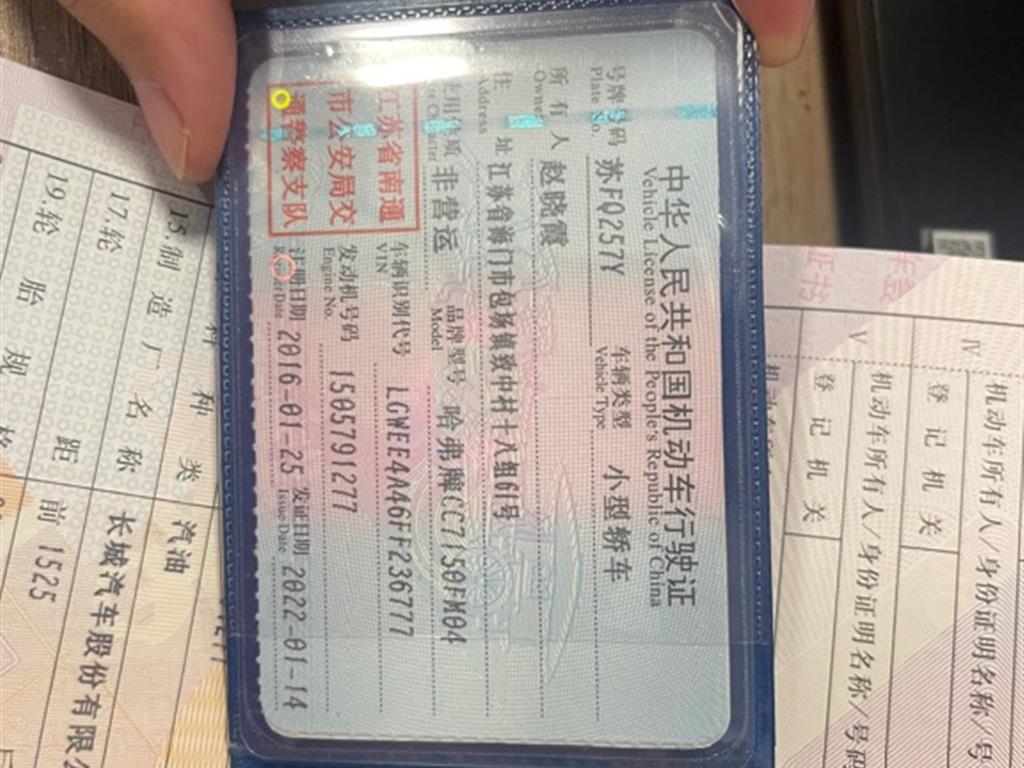 中华人民共和国机动车行驶证
Vehicle License of the People's Republic of China
号牌号码 苏FQ257Y 车辆类型 小型轿车
Plate No. Vehicle Type
所有人 赵晓霞
Owner
住址 江苏省海门市包场镇致中村十八组61号
Address
使用性质 非营运 品牌型号 哈弗牌CC7150FM04
Character Model
江苏省南通
市公安局交
通警察支队
车辆识别代号 LGWEE4A46FF236777
VIN
发动机号码 1505791277
Engine No.
注册日期 2016-01-25 发证日期 2022-01-14
Issue Date
种类 汽油
15.制造厂名称 长城汽车股份有限
17.轮距 前 1525
19.轮胎规格
机动车所有人/身份证明名称/号
Ⅳ
登记机关
机动车所有人/身份证明名称/号码
Ⅴ
登记机关
证书